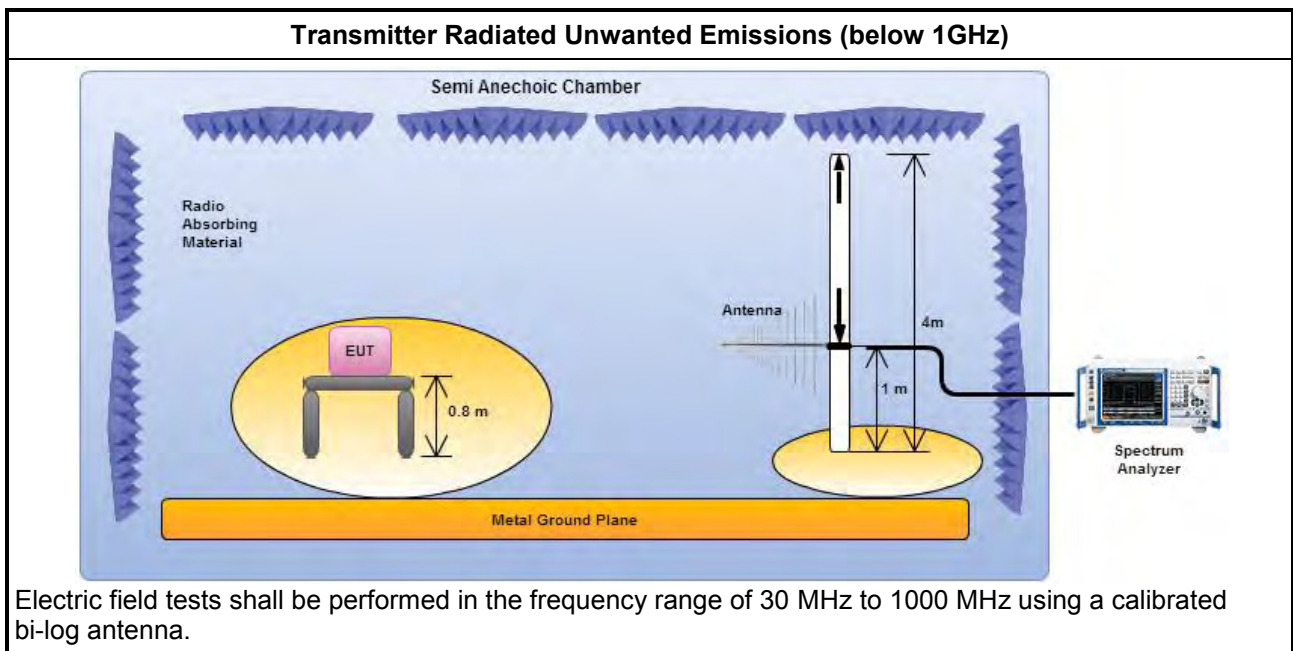 Transmitter Radiated Unwanted Emissions (below 1GHz)
Semi Anechoic Chamber
Radio
Absorbing
Material
Antenna
4m
EUT
1 m
0.8 m
Spectrum
Analyzer
Metal Ground Plane
Electric field tests shall be performed in the frequency range of 30 MHz to 1000 MHz using a calibrated
bi-log antenna.